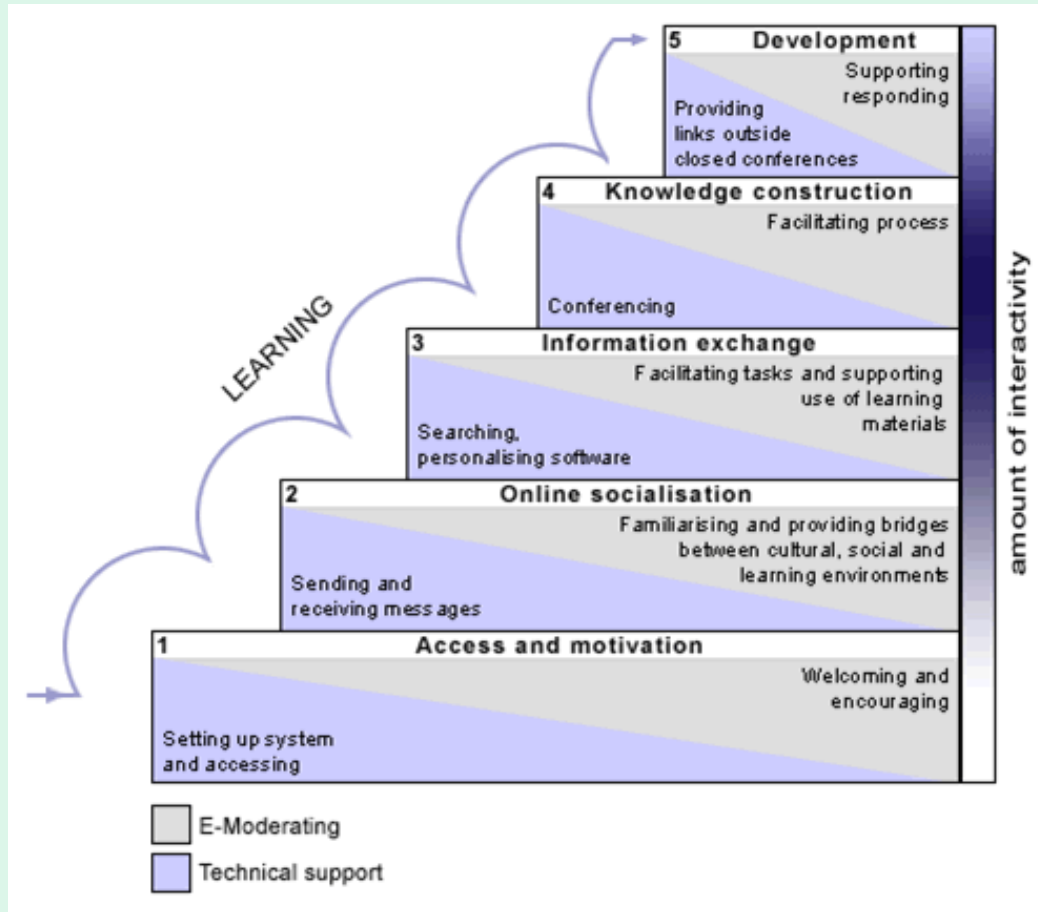 5 Development
Supporting
responding
Providing
links outside
closed conferences
4 Knowledge construction
Facilitating process
Conferencing
3 Information exchange
Facilitating tasks and supporting
use of learning
materials
Searching,
personalising software
2 Online socialisation
Familiarising and providing bridges
between cultural, social and
learning environments
Sending and
receiving messages
1 Access and motivation
Welcoming and
encouraging
Setting up system
and accessing
LEARNING
amount of interactivity
E-Moderating
Technical support